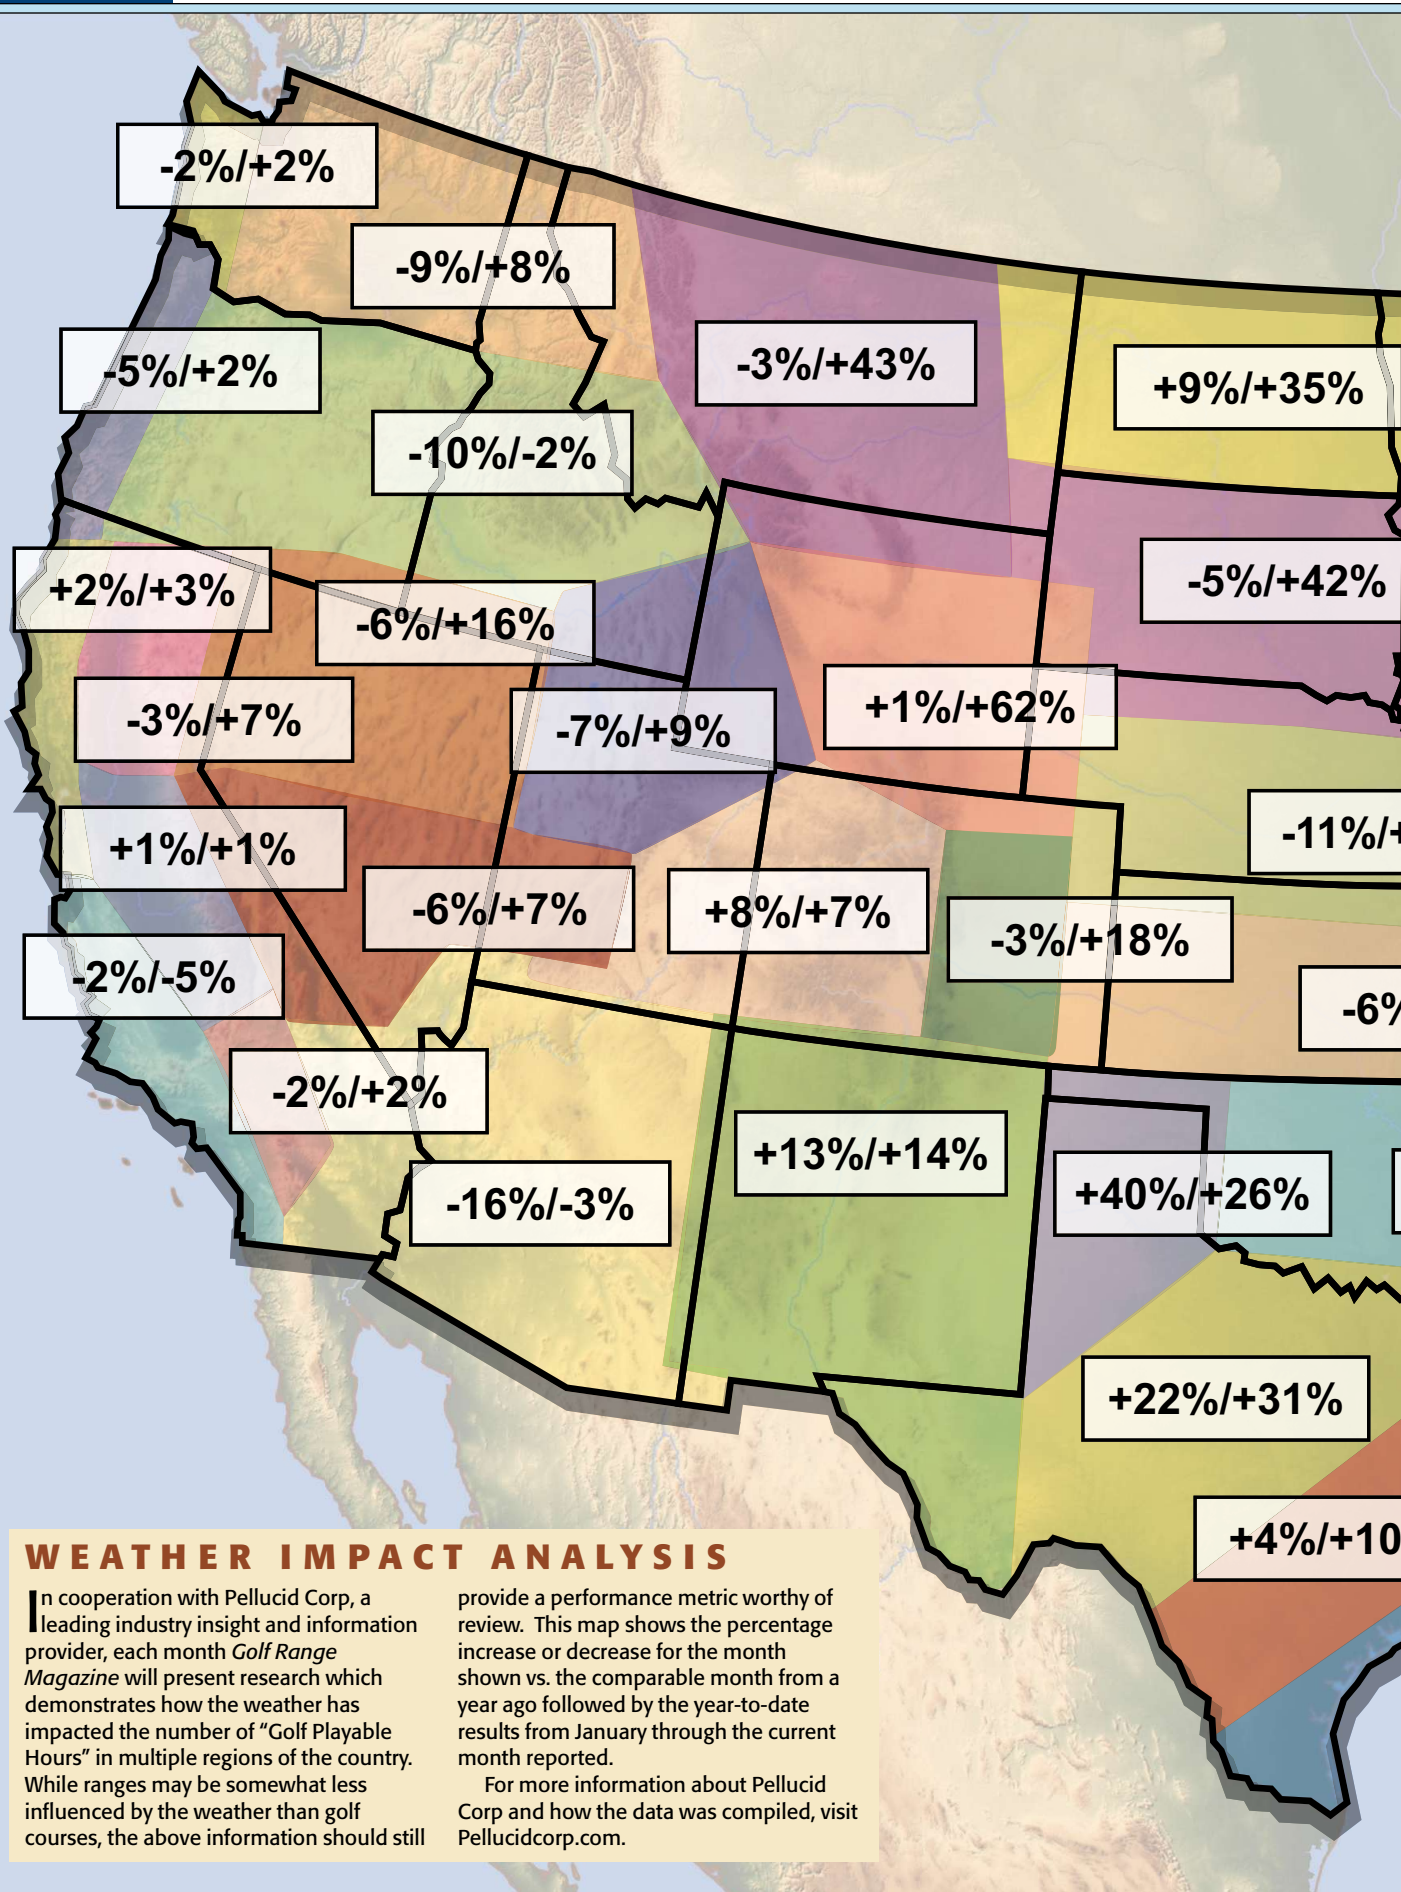 -2%/+2%
-9%/+8%
-5%/+2%
-3%/+43%
+9%/+35%
-10%/-2%
+2%/+3%
-6%/+16%
-5%/+42%
-3%/+7%
-7%/+9%
+1%/+62%
+1%/+1%
-11%/+
-6%/+7%
+8%/+7%
-3%/+18%
-2%/-5%
-6%
-2%/+2%
+13%/+14%
-16%/-3%
+40%/+26%
+22%/+31%
+4%/+10
WEATHER IMPACT ANALYSIS
In cooperation with Pellucid Corp, a
leading industry insight and information
provider, each month Golf Range
Magazine will present research which
demonstrates how the weather has
impacted the number of “Golf Playable
Hours” in multiple regions of the country.
While ranges may be somewhat less
influenced by the weather than golf
courses, the above information should still
provide a performance metric worthy of
review. This map shows the percentage
increase or decrease for the month
shown vs. the comparable month from a
year ago followed by the year-to-date
results from January through the current
month reported.
For more information about Pellucid
Corp and how the data was compiled, visit
Pellucidcorp.com.